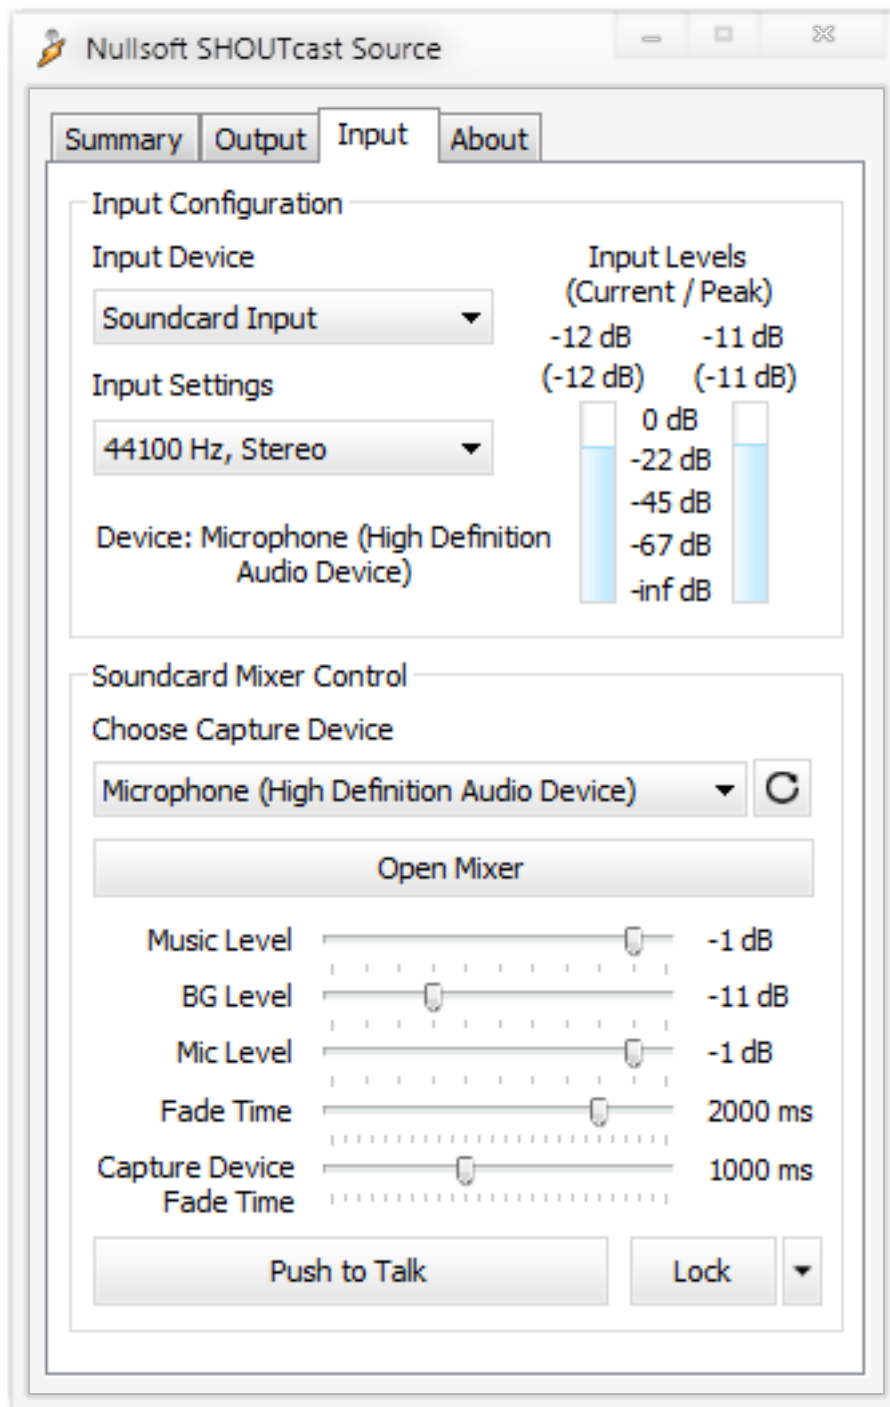 Nullsoft SHOUTcast Source
Summary Output Input About
Input Configuration
Input Device
Soundcard Input
Input Settings
44100 Hz, Stereo
Device: Microphone (High Definition
Audio Device)
Input Levels
(Current / Peak)
-12 dB -11 dB
(-12 dB) (-11 dB)
0 dB
-22 dB
-45 dB
-67 dB
-inf dB
Soundcard Mixer Control
Choose Capture Device
Microphone (High Definition Audio Device)
Open Mixer
Music Level -1 dB
BG Level -11 dB
Mic Level -1 dB
Fade Time 2000 ms
Capture Device 1000 ms
Fade Time
Push to Talk Lock